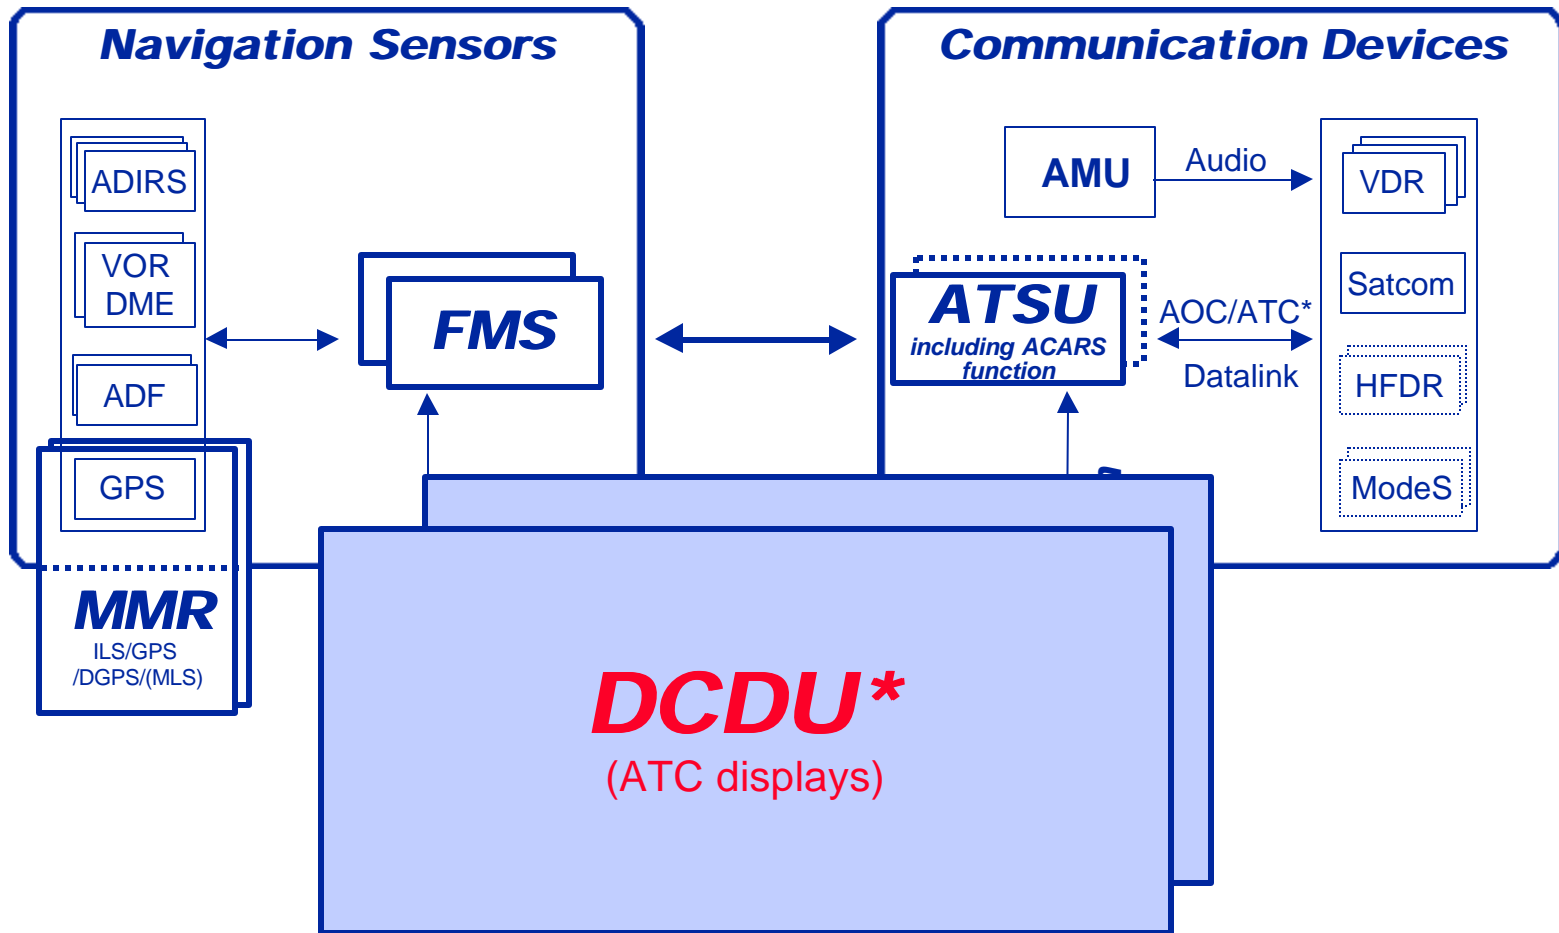 Navigation Sensors
ADIRS
VOR
DME
ADF
GPS
MMR
ILS/GPS
/DGPS/(MLS)
FMS
Communication Devices
AMU
Audio
ATSU
including ACARS
function
AOC/ATC*
Datalink
VDR
Satcom
HFDR
ModeS
DCDU*
(ATC displays)